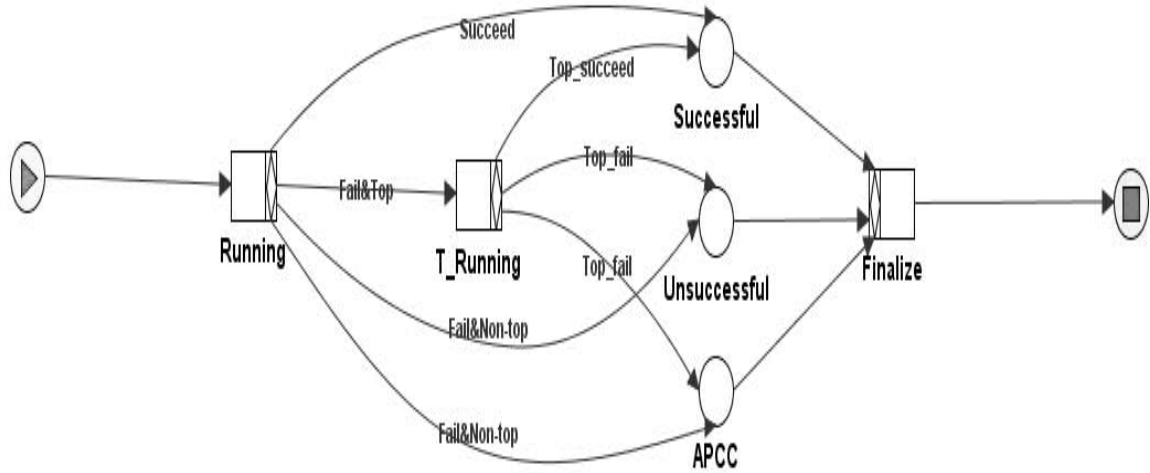 Succeed
Top_succeed
Successful
Top_fail
Fail&Top
Running
T_Running
Top_fail
Unsuccessful
Finalize
Fail&Non-top
Fail&Non-top
APCC